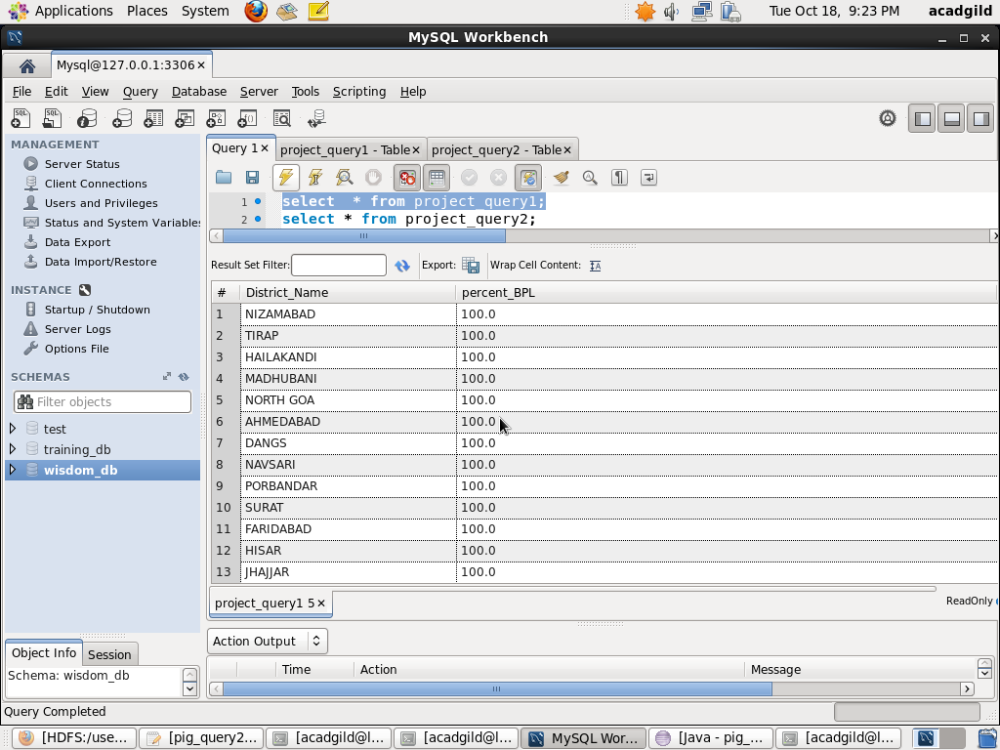 Applications Places System Tue Oct 18, 9:23 PM acadgild
MySQL Workbench
Mysql@127.0.0.1:3306
File Edit View Query Database Server Tools Scripting Help
MANAGEMENT
Server Status
Client Connections
Users and Privileges
Status and System Variables
Data Export
Data Import/Restore
INSTANCE
Startup / Shutdown
Server Logs
Options File
SCHEMAS
Filter objects
test
training_db
wisdom_db
Object Info Session
Schema: wisdom_db
Query 1 project_query1 - Table project_query2 - Table
1 select * from project_query1;
2 select * from project_query2;
Result Set Filter: Export: Wrap Cell Content:
# District_Name percent_BPL
1 NIZAMABAD 100.0
2 TIRAP 100.0
3 HAILAKANDI 100.0
4 MADHUBANI 100.0
5 NORTH GOA 100.0
6 AHMEDABAD 100.0
7 DANGS 100.0
8 NAVSARI 100.0
9 PORBANDAR 100.0
10 SURAT 100.0
11 FARIDABAD 100.0
12 HISAR 100.0
13 JHAJJAR 100.0
project_query1 5 ReadOnly
Action Output
Time Action Message
Query Completed
[HDFS:/use... [pig_query2... [acadgild@l... [acadgild@l... MySQL Wor... [Java - pig_... [acadgild@l...